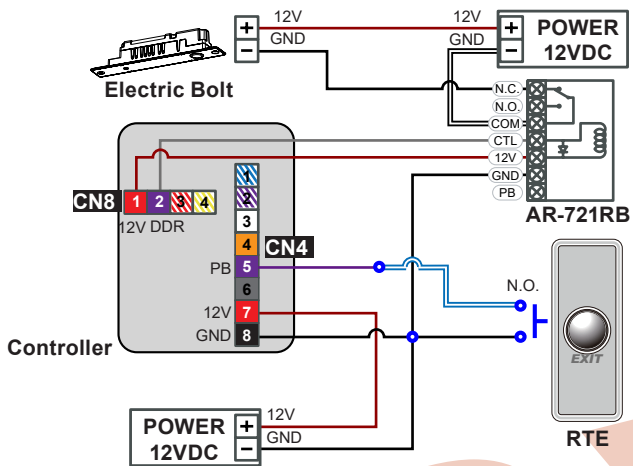 12V
12V
GND
GND
+
−
+
−
POWER
12VDC
Electric Bolt
N.C.
N.O.
COM
CTL
12V
GND
PB
AR-721RB
CN8
1
2
3
4
12V DDR
1
2
3
4
CN4
PB
5
6
12V
7
GND
8
Controller
N.O.
EXIT
RTE
POWER
12VDC
+
−
12V
GND